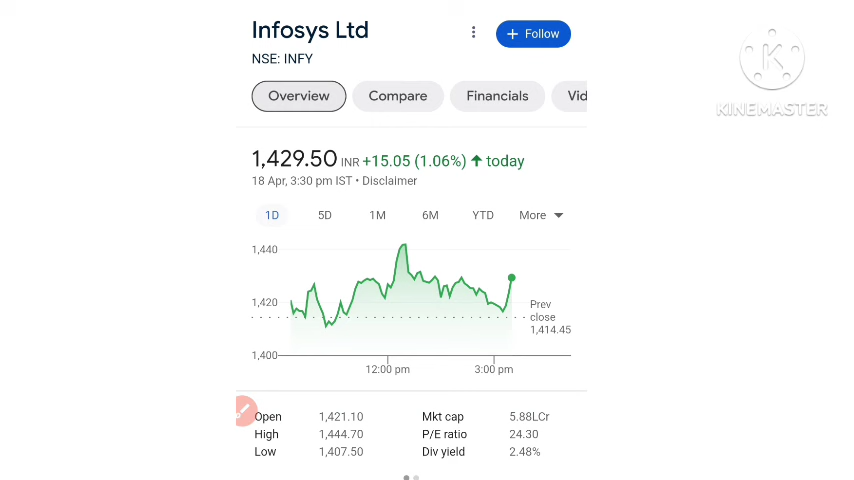 Infosys Ltd
+ Follow
NSE: INFY
Overview
Compare
Financials
Vid
KINEMASTER
1,429.50 INR +15.05 (1.06%) ↑ today
18 Apr, 3:30 pm IST • Disclaimer
1D 5D 1M 6M YTD More
1,440
1,420
1,400
Prev
close
1,414.45
12:00 pm 3:00 pm
Open 1,421.10 Mkt cap 5.88LCr
High 1,444.70 P/E ratio 24.30
Low 1,407.50 Div yield 2.48%